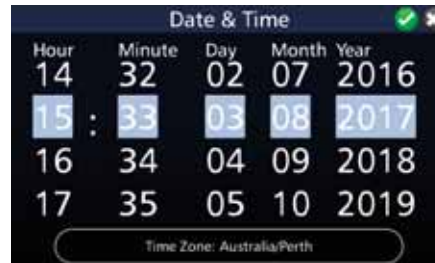 Date & Time
Hour Minute Day Month Year
14 32 02 07 2016
15 : 33 03 08 2017
16 34 04 09 2018
17 35 05 10 2019
Time Zone: Australia/Perth